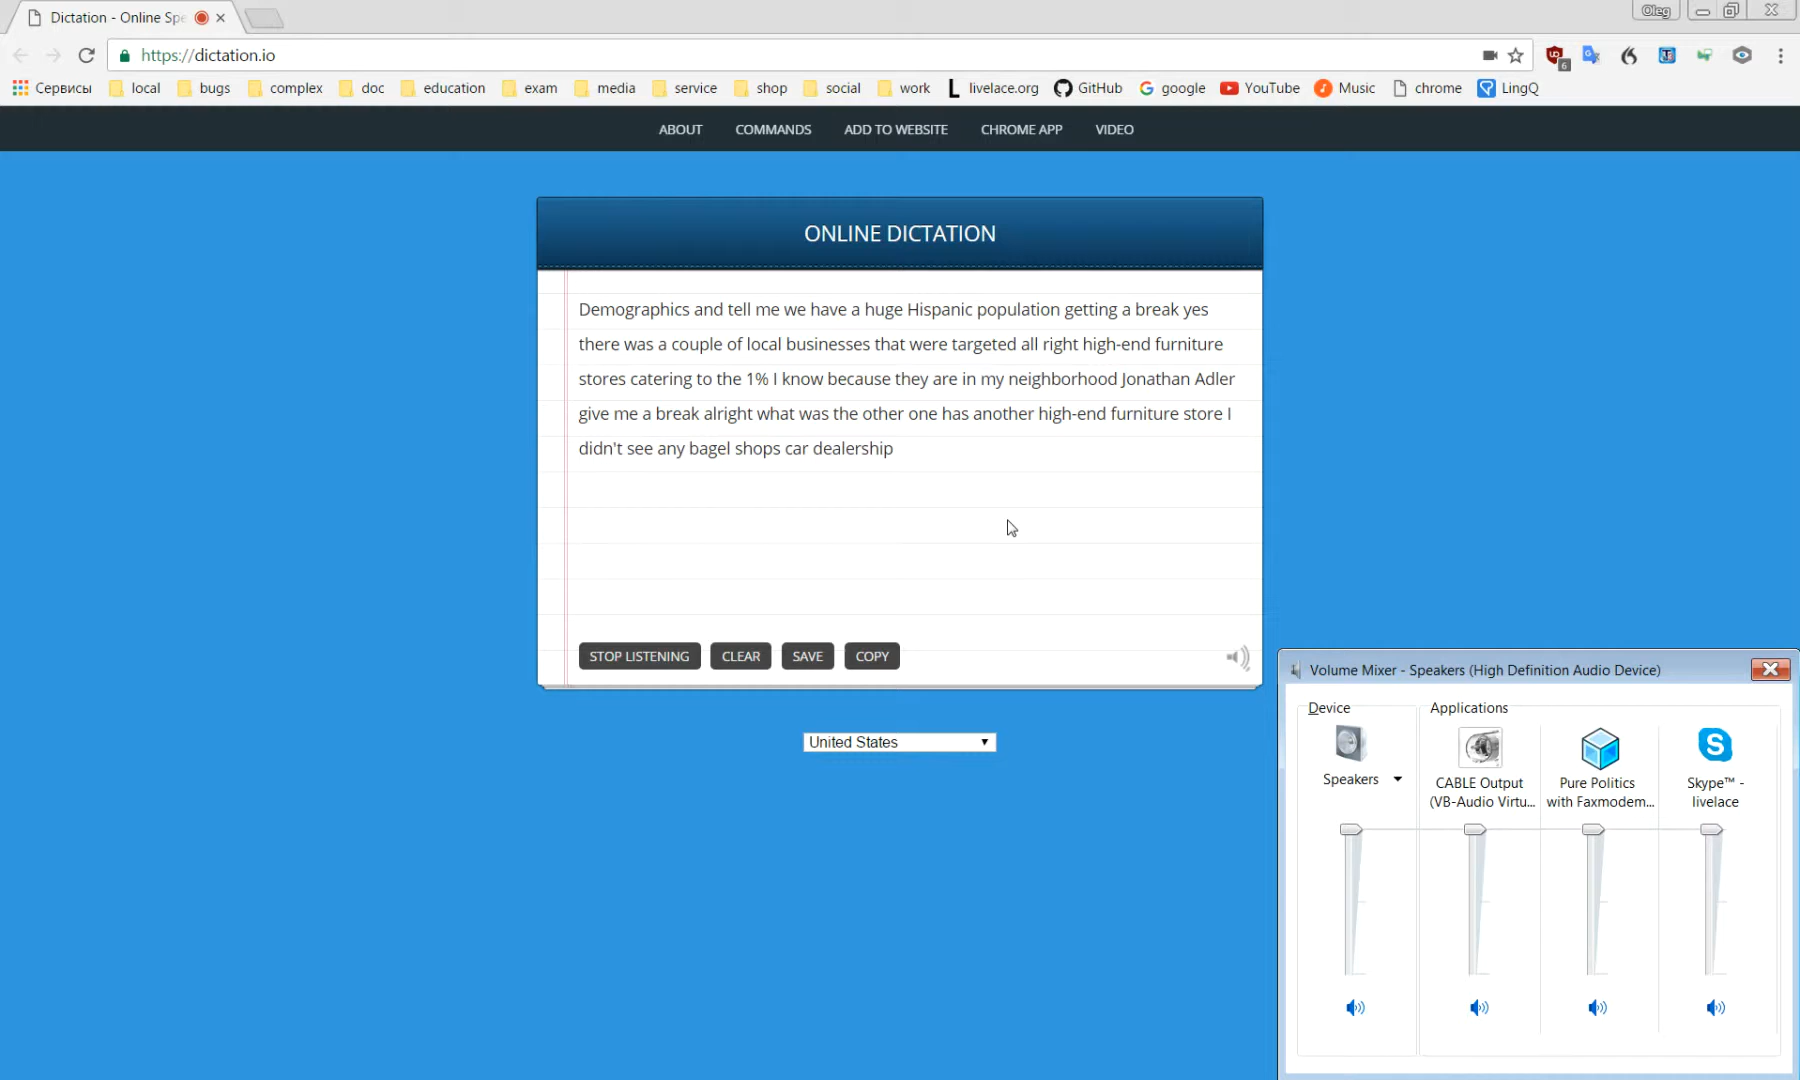 Dictation - Online Spe
Oleg
https://dictation.io
6
Сервисы local bugs complex doc education exam media service shop social work livelace.org GitHub google YouTube Music chrome LingQ
ABOUT COMMANDS ADD TO WEBSITE CHROME APP VIDEO
ONLINE DICTATION
Demographics and tell me we have a huge Hispanic population getting a break yes
there was a couple of local businesses that were targeted all right high-end furniture
stores catering to the 1% I know because they are in my neighborhood Jonathan Adler
give me a break alright what was the other one has another high-end furniture store I
didn't see any bagel shops car dealership
STOP LISTENING CLEAR SAVE COPY
United States
Volume Mixer - Speakers (High Definition Audio Device)
Device Applications
Speakers
CABLE Output
(VB-Audio Virtu...
Pure Politics
with Faxmodem...
Skype™ -
livelace